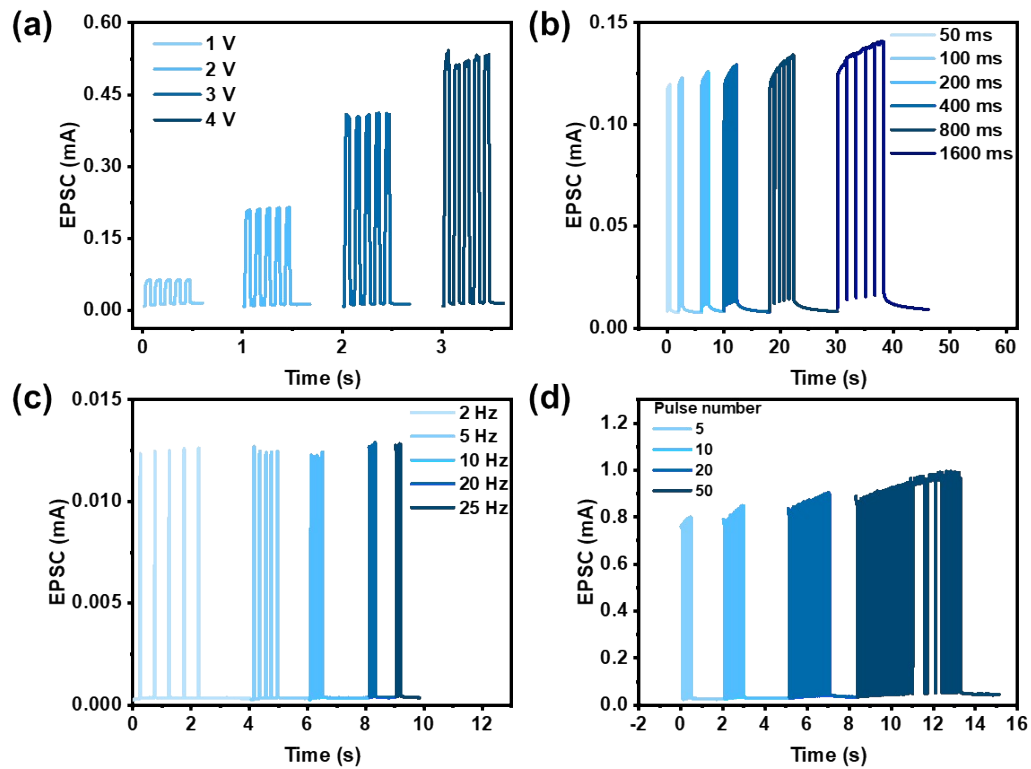 (a)
1 V
2 V
3 V
4 V
EPSC (mA)
0.60
0.45
0.30
0.15
0.00
0 1 2 3
Time (s)
(b)
50 ms
100 ms
200 ms
400 ms
800 ms
1600 ms
EPSC (mA)
0.15
0.10
0.05
0.00
0 10 20 30 40 50 60
Time (s)
(c)
2 Hz
5 Hz
10 Hz
20 Hz
25 Hz
EPSC (mA)
0.015
0.010
0.005
0.000
0 2 4 6 8 10 12
Time (s)
(d)
Pulse number
5
10
20
50
EPSC (mA)
1.2
1.0
0.8
0.6
0.4
0.2
0.0
-2 0 2 4 6 8 10 12 14 16
Time (s)